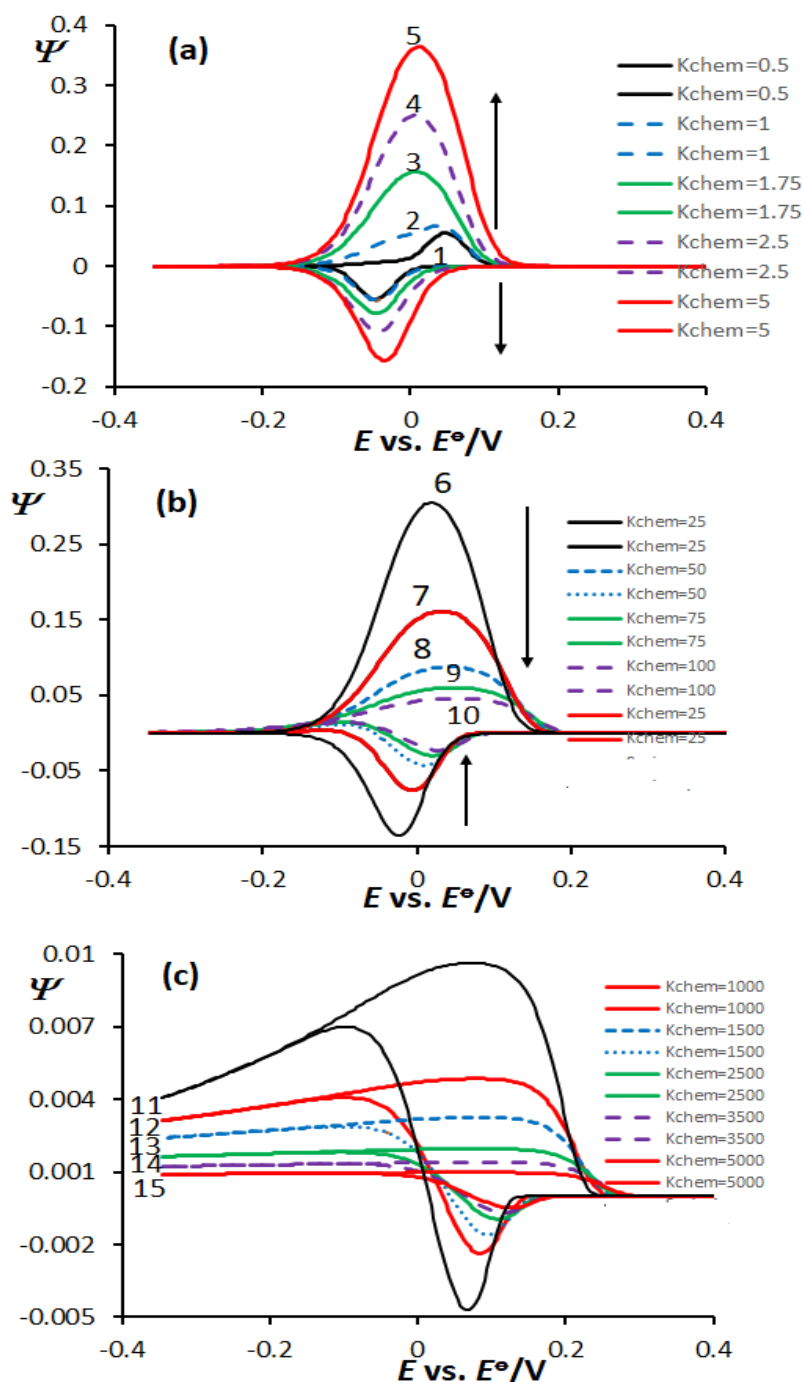 Ψ
(a)
0.4
0.3
0.2
0.1
0
-0.1
-0.2
5
4
3
2
1
Kchem=0.5
Kchem=0.5
Kchem=1
Kchem=1
Kchem=1.75
Kchem=1.75
Kchem=2.5
Kchem=2.5
Kchem=5
Kchem=5
-0.4 -0.2 0 0.2 0.4
E vs. E⊖/V
Ψ
(b)
0.35
0.25
0.15
0.05
-0.05
-0.15
6
7
8
9
10
Kchem=25
Kchem=25
Kchem=50
Kchem=50
Kchem=75
Kchem=75
Kchem=100
Kchem=100
Kchem=25
Kchem=25
-0.4 -0.2 0 0.2 0.4
E vs. E⊖/V
Ψ
(c)
0.01
0.007
0.004
0.001
-0.002
-0.005
11
12
13
14
15
Kchem=1000
Kchem=1000
Kchem=1500
Kchem=1500
Kchem=2500
Kchem=2500
Kchem=3500
Kchem=3500
Kchem=5000
Kchem=5000
-0.4 -0.2 0 0.2 0.4
E vs. E⊖/V